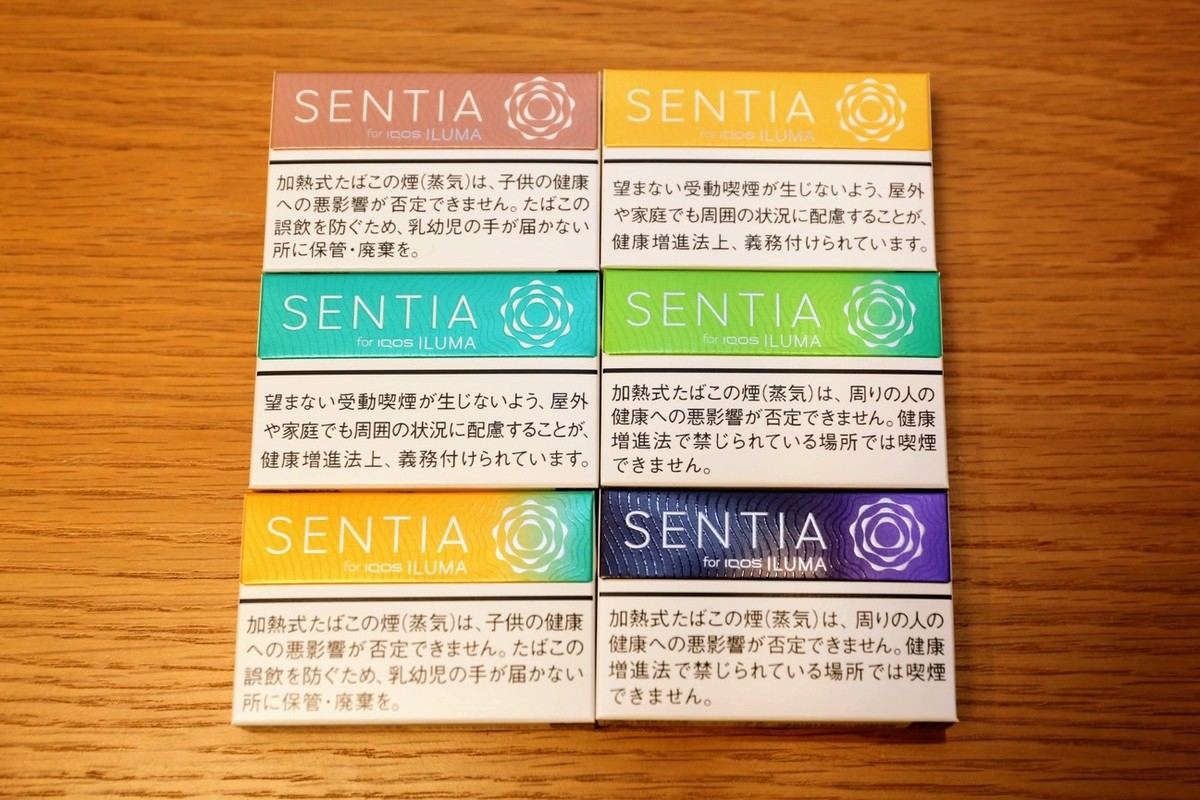 SENTIA
for IQOS ILUMA
加熱式たばこの煙(蒸気)は、子供の健康
への悪影響が否定できません。たばこの
誤飲を防ぐため、乳幼児の手が届かない
所に保管・廃棄を。
SENTIA
for IQOS ILUMA
望まない受動喫煙が生じないよう、屋外
や家庭でも周囲の状況に配慮することが、
健康増進法上、義務付けられています。
SENTIA
for IQOS ILUMA
望まない受動喫煙が生じないよう、屋外
や家庭でも周囲の状況に配慮することが、
健康増進法上、義務付けられています。
SENTIA
for IQOS ILUMA
加熱式たばこの煙(蒸気)は、周りの人の
健康への悪影響が否定できません。健康
増進法で禁じられている場所では喫煙
できません。
SENTIA
for IQOS ILUMA
加熱式たばこの煙(蒸気)は、子供の健康
への悪影響が否定できません。たばこの
誤飲を防ぐため、乳幼児の手が届かない
所に保管・廃棄を。
SENTIA
for IQOS ILUMA
加熱式たばこの煙(蒸気)は、周りの人の
健康への悪影響が否定できません。健康
増進法で禁じられている場所では喫煙
できません。